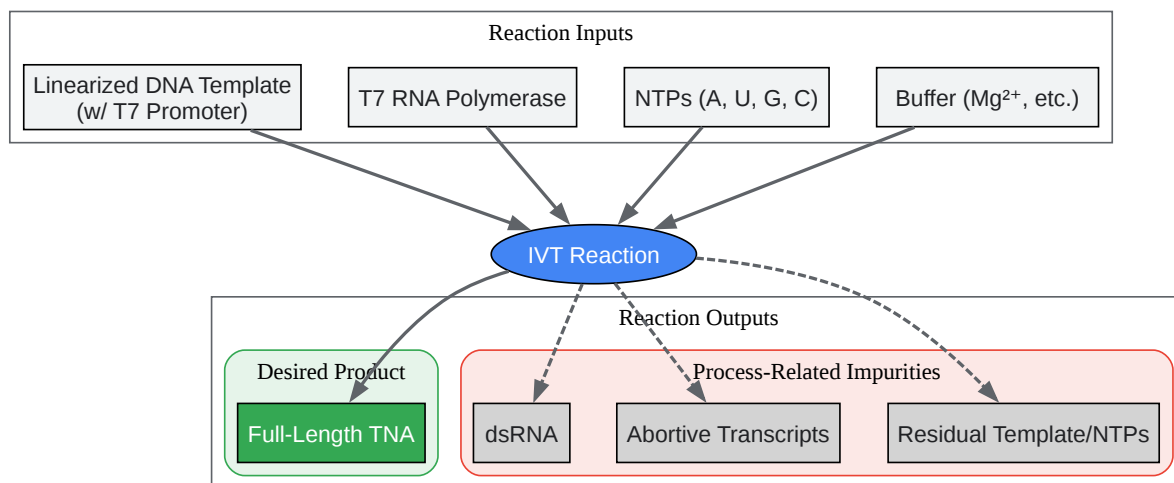 Reaction Inputs
Linearized DNA Template
(w/ T7 Promoter)
T7 RNA Polymerase
NTPs (A, U, G, C)
Buffer (Mg²⁺, etc.)
IVT Reaction
Reaction Outputs
Desired Product
Process-Related Impurities
Full-Length TNA
dsRNA
Abortive Transcripts
Residual Template/NTPs